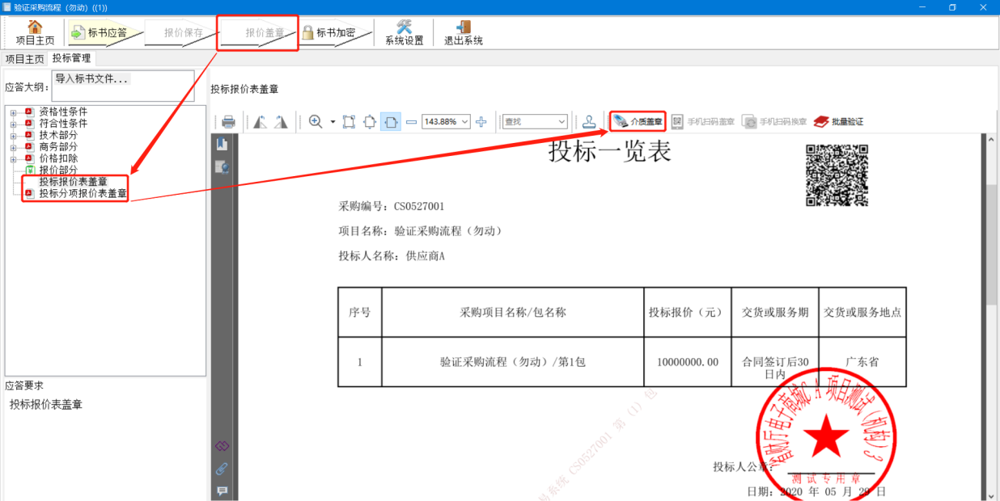 验证采购流程（勿动）((1))
项目主页 标书应答 报价保存 报价盖章 标书加密 系统设置 退出系统
项目主页 投标管理
应答大纲： 导入标书文件...
资格性条件
符合性条件
技术部分
商务部分
价格扣除
报价部分
投标报价表盖章
投标分项报价表盖章
应答要求
投标报价表盖章
投标报价表盖章
143.88% 查找 介质盖章 手机扫码盖章 手机扫码换章 批量验证
投标一览表
采购编号：CS0527001
项目名称：验证采购流程（勿动）
投标人名称：供应商A
序号 采购项目名称/包名称 投标报价（元） 交货或服务期 交货或服务地点
1 验证采购流程（勿动）/第1包 10000000.00 合同签订后30日内 广东省
易系统 CS0527001 第（1）包
省财厅电子商城CA项目测试（机构）3
测试专用章
投标人公章：
日期：2020 年 05 月 29 日